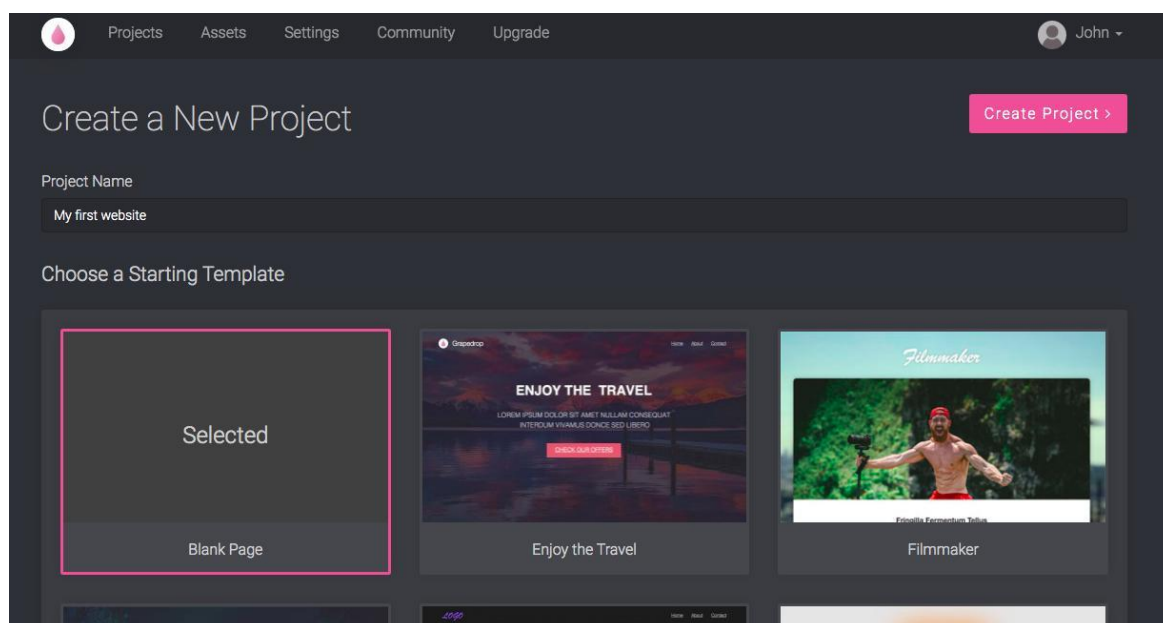 Projects Assets Settings Community Upgrade John
Create a New Project
Create Project >
Project Name
My first website
Choose a Starting Template
Selected
Blank Page
Grapedrop
Home About Contact
ENJOY THE TRAVEL
LOREM IPSUM DOLOR SIT AMET NULLAM CONSEQUAT
INTERDUM VIVAMUS DONCE SED LIBERO
CHECK OUR OFFERS
Enjoy the Travel
Filmmaker
Fringilla Fermentum Tellus
Filmmaker
LOGO
Home About Contact